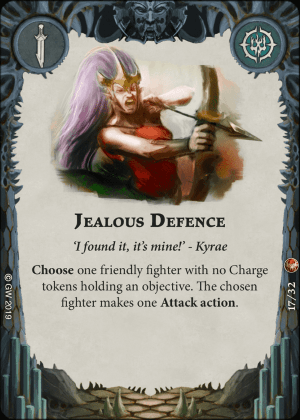 JEALOUS DEFENCE
‘I found it, it’s mine!’ - Kyrae
Choose one friendly fighter with no Charge
tokens holding an objective. The chosen
fighter makes one Attack action.
© GW 2019
17/32